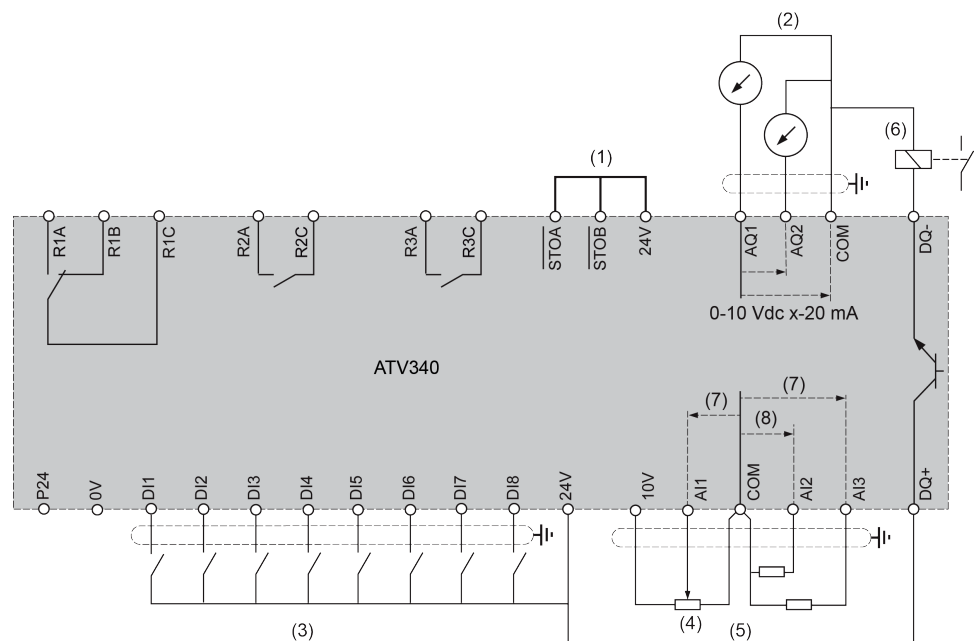 (2)
(6)
(1)
R1A
R1B
R1C
R2A
R2C
R3A
R3C
STOA
STOB
24V
AQ1
AQ2
COM
DQ-
0-10 Vdc x-20 mA
ATV340
(7)
(7)
(8)
P24
0V
DI1
DI2
DI3
DI4
DI5
DI6
DI7
DI8
24V
10V
AI1
COM
AI2
AI3
DQ+
(3)
(4)
(5)